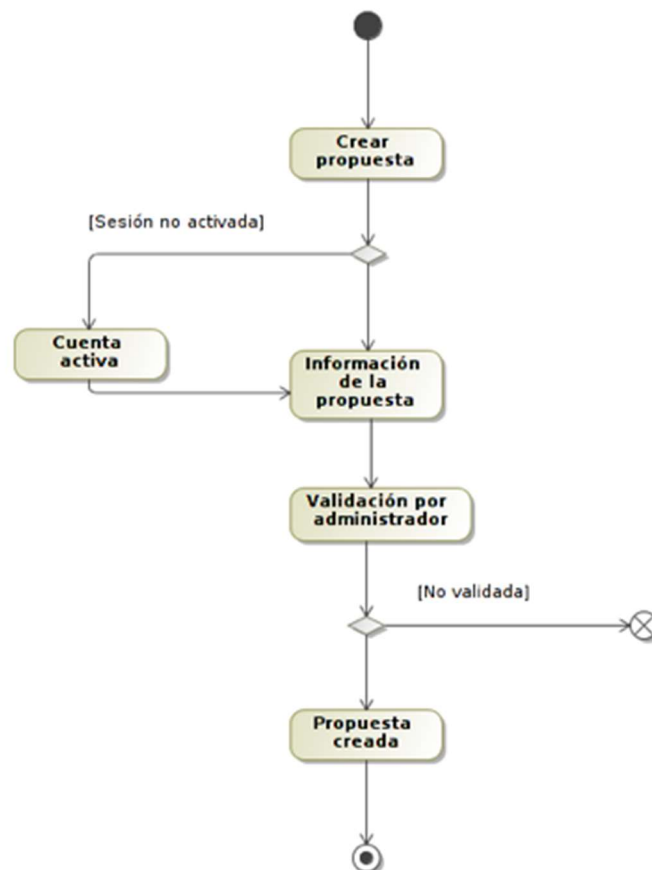 Crear
propuesta
[Sesión no activada]
Cuenta
activa
Información
de la
propuesta
Validación por
administrador
[No validada]
Propuesta
creada